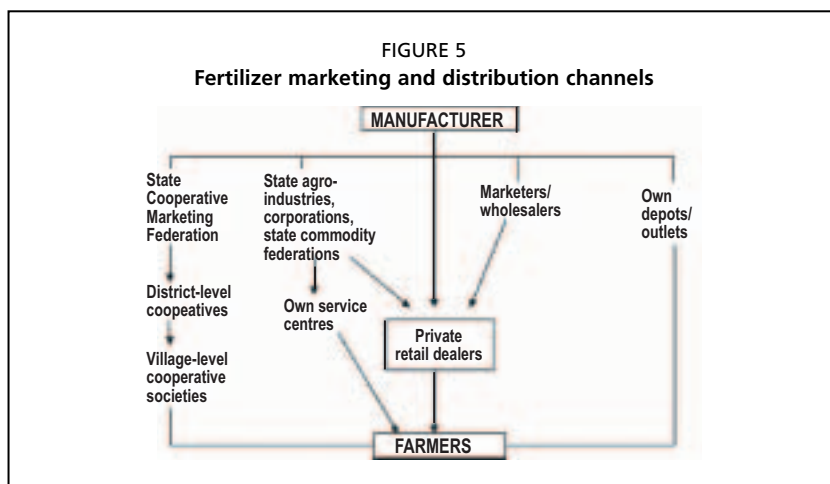 FIGURE 5
Fertilizer marketing and distribution channels
MANUFACTURER
State
Cooperative
Marketing
Federation
State agro-
industries,
corporations,
state commodity
federations
Marketers/
wholesalers
Own
depots/
outlets
District-level
coopeatives
Own service
centres
Private
retail dealers
Village-level
cooperative
societies
FARMERS